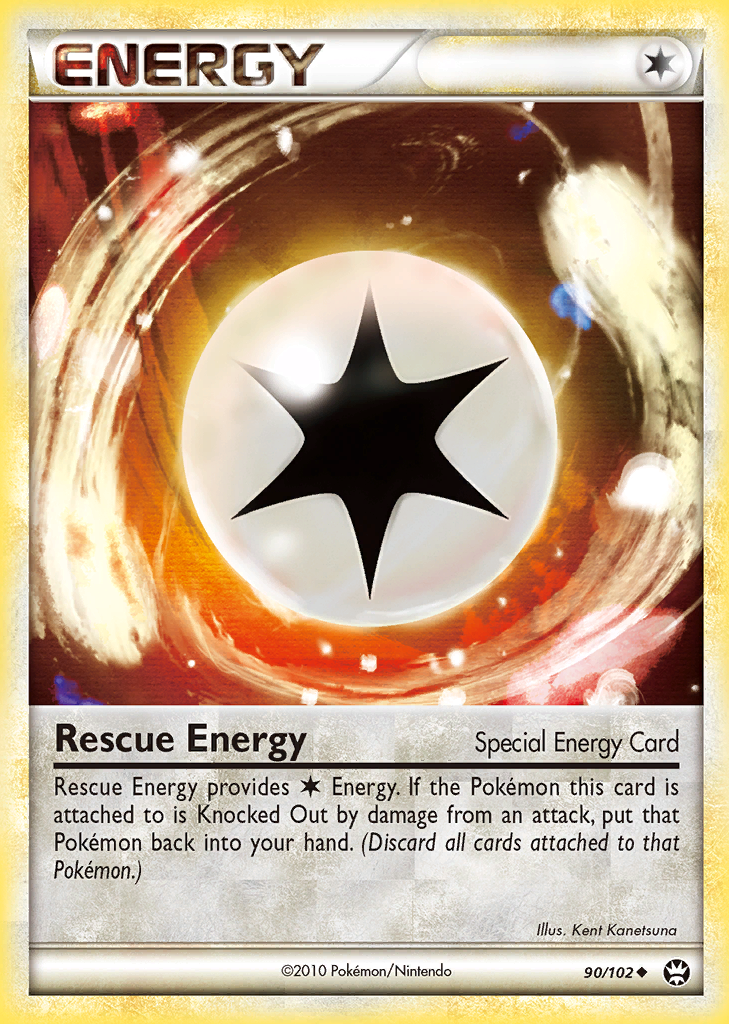 ENERGY
Rescue Energy Special Energy Card
Rescue Energy provides Energy. If the Pokémon this card is
attached to is Knocked Out by damage from an attack, put that
Pokémon back into your hand. (Discard all cards attached to that
Pokémon.)
Illus. Kent Kanetsuna
©2010 Pokémon/Nintendo 90/102